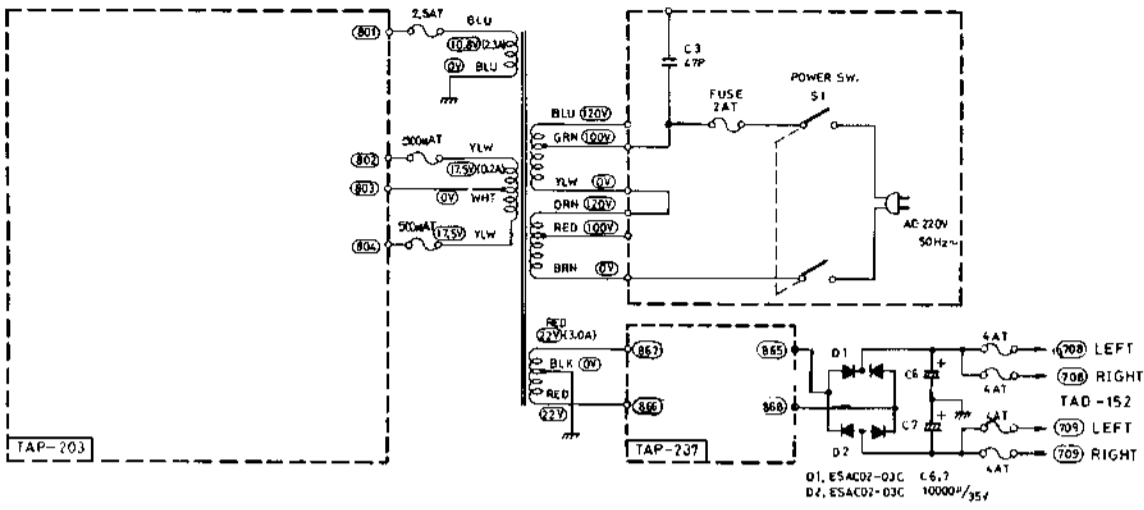 801
2,5AT
BLU
10.8V (2.3A)
0V BLU
802
500mAT
YLW
17.5V (0.2A)
803
0V WHT
804
500mAT
17.5V YLW
TAP-203
BLU 120V
GRN 100V
YLW 0V
120V
RED 100V
BRN 0V
C3
47P
FUSE
2AT
POWER SW.
S1
AC 220V
50Hz~
RED
22V (3.0A)
BLK 0V
RED
22V
867
866
865
868
TAP-237
D1
D2
C6 +
C7 +
4AT
708 LEFT
4AT
708 RIGHT
TAD-152
4AT
709 LEFT
4AT
709 RIGHT
D1, ESAC02-03C C6,7
D2, ESAC02-03C 10000μ/35V